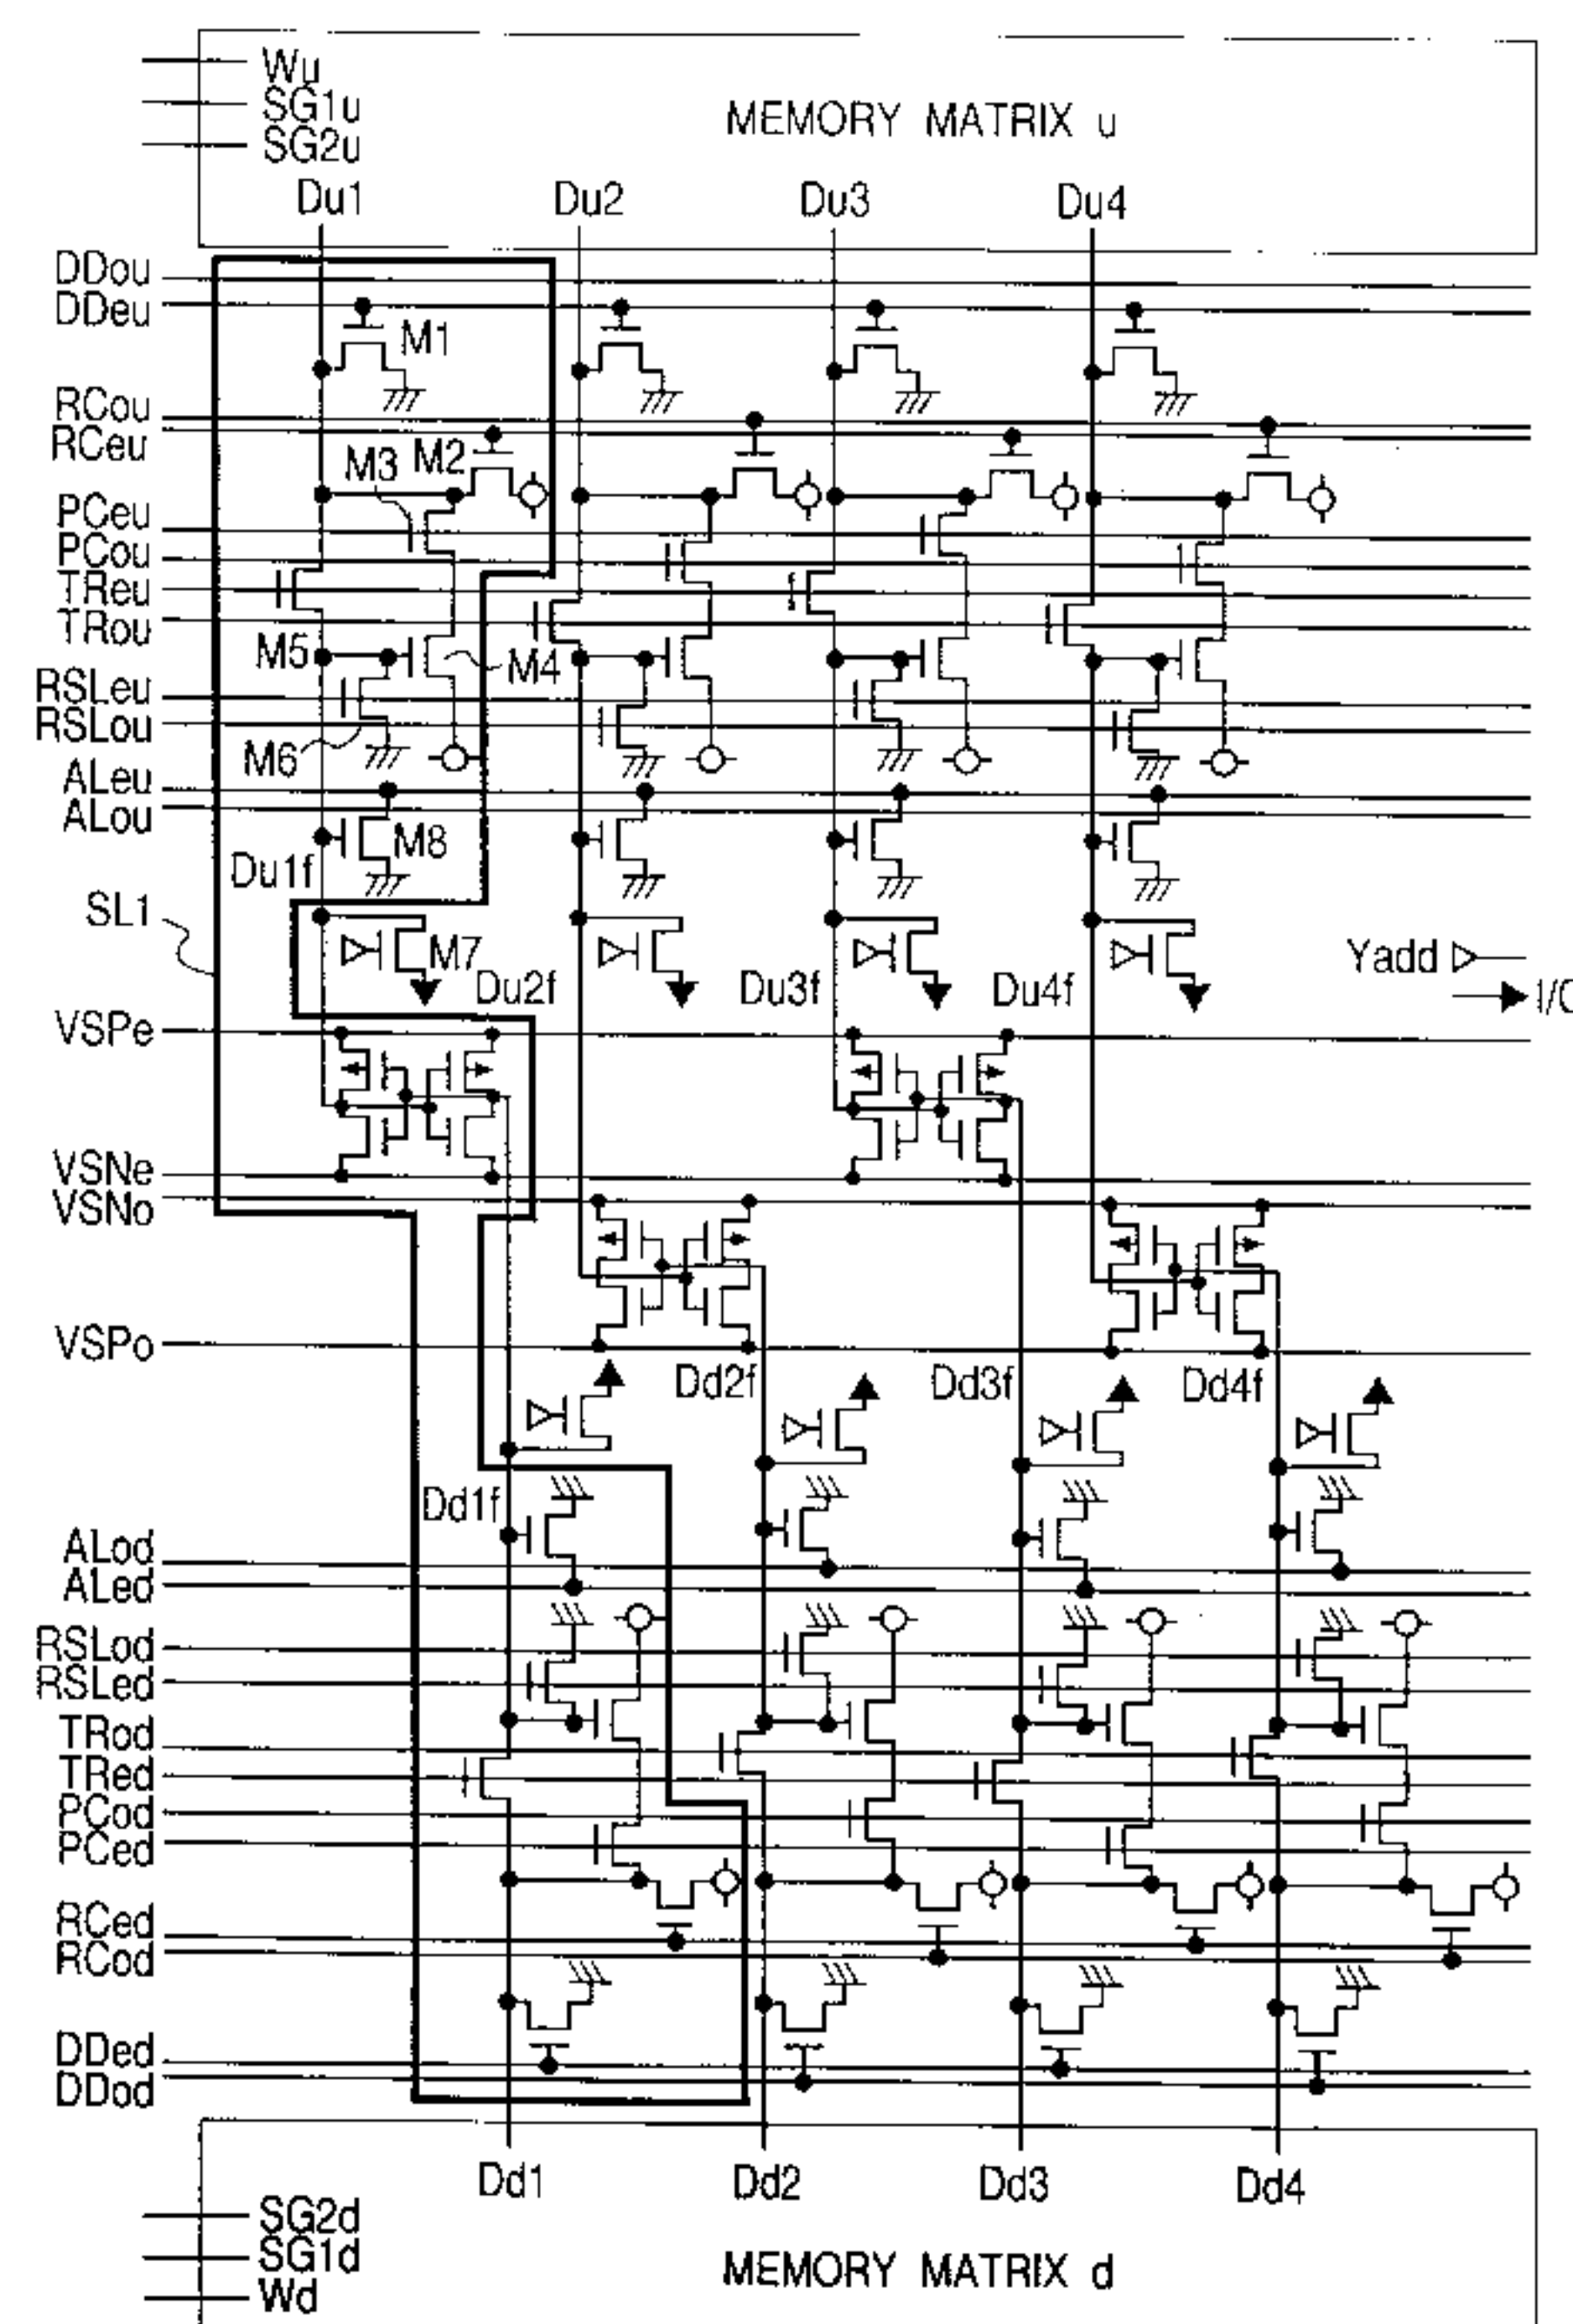 Wu
SG1u
SG2u
MEMORY MATRIX u
Du1 Du2 Du3 Du4
DDou
DDeu
M1
RCou
RCeu
M3 M2
PCeu
PCou
TReu
TRou
M5 M4
RSLeu
RSLou
M6
ALeu
ALou
M8
Du1f
SL1
M7 Yadd
Du2f Du3f Du4f I/O
VSPe
VSNe
VSNo
VSPo
Dd2f Dd3f Dd4f
Dd1f
ALod
ALed
RSLod
RSLed
TRod
TRed
PCod
PCed
RCed
RCod
DDed
DDod
Dd1 Dd2 Dd3 Dd4
SG2d
SG1d
Wd
MEMORY MATRIX d